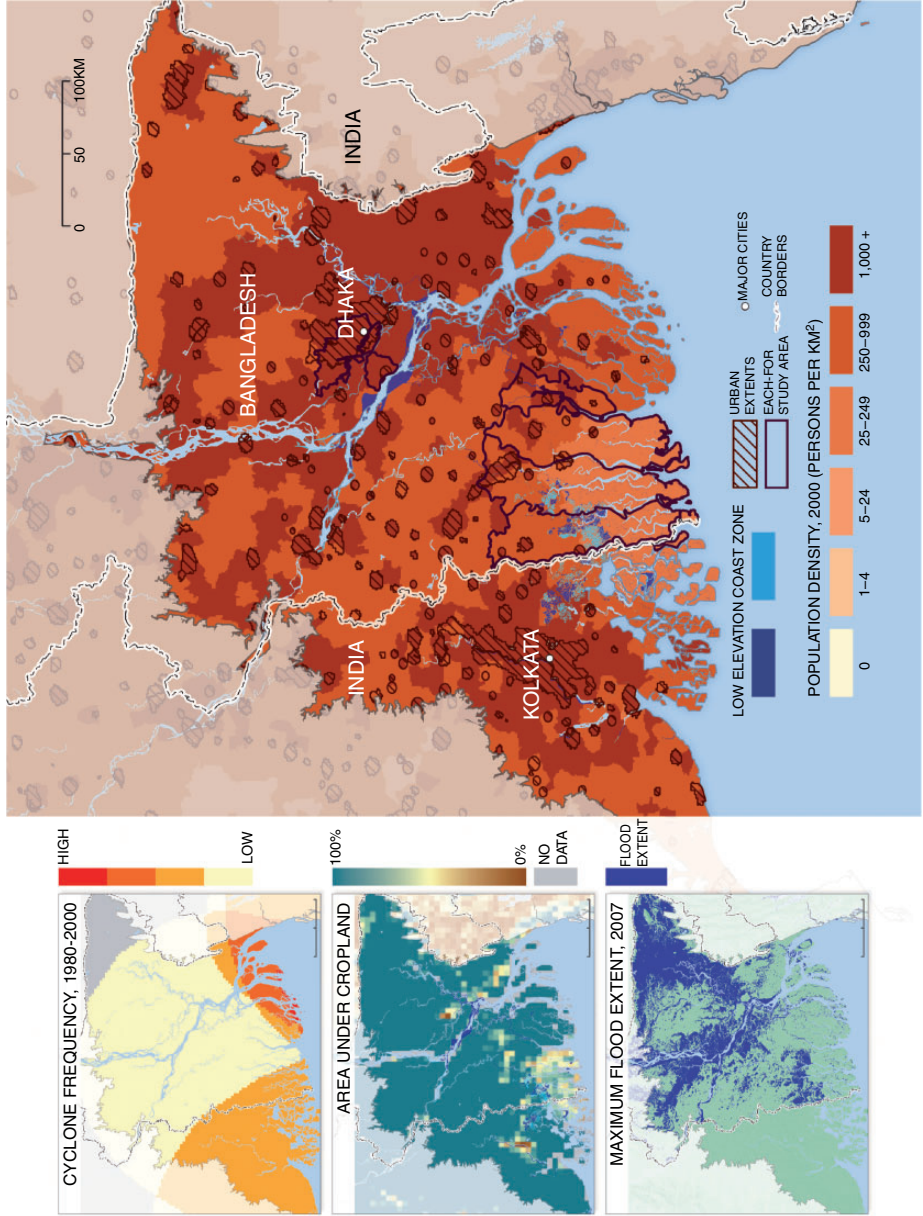 CYCLONE FREQUENCY, 1980-2000
HIGH
LOW
AREA UNDER CROPLAND
100%
0%
NO
DATA
MAXIMUM FLOOD EXTENT, 2007
FLOOD
EXTENT
0 50 100KM
BANGLADESH
DHAKA
INDIA
INDIA
KOLKATA
LOW ELEVATION COAST ZONE
URBAN
EXTENTS
EACH-FOR
STUDY AREA
MAJOR CITIES
COUNTRY
BORDERS
POPULATION DENSITY, 2000 (PERSONS PER KM²)
0
1–4
5–24
25–249
250–999
1,000 +